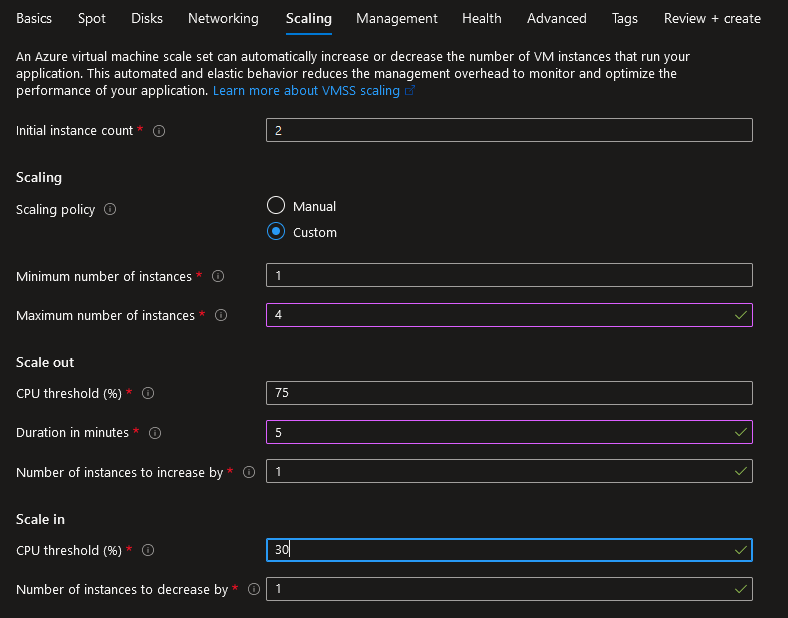 Basics Spot Disks Networking Scaling Management Health Advanced Tags Review + create
An Azure virtual machine scale set can automatically increase or decrease the number of VM instances that run your
application. This automated and elastic behavior reduces the management overhead to monitor and optimize the
performance of your application. Learn more about VMSS scaling
Initial instance count * 2
Scaling
Scaling policy Manual
Custom
Minimum number of instances * 1
Maximum number of instances * 4
Scale out
CPU threshold (%) * 75
Duration in minutes * 5
Number of instances to increase by * 1
Scale in
CPU threshold (%) * 30
Number of instances to decrease by * 1